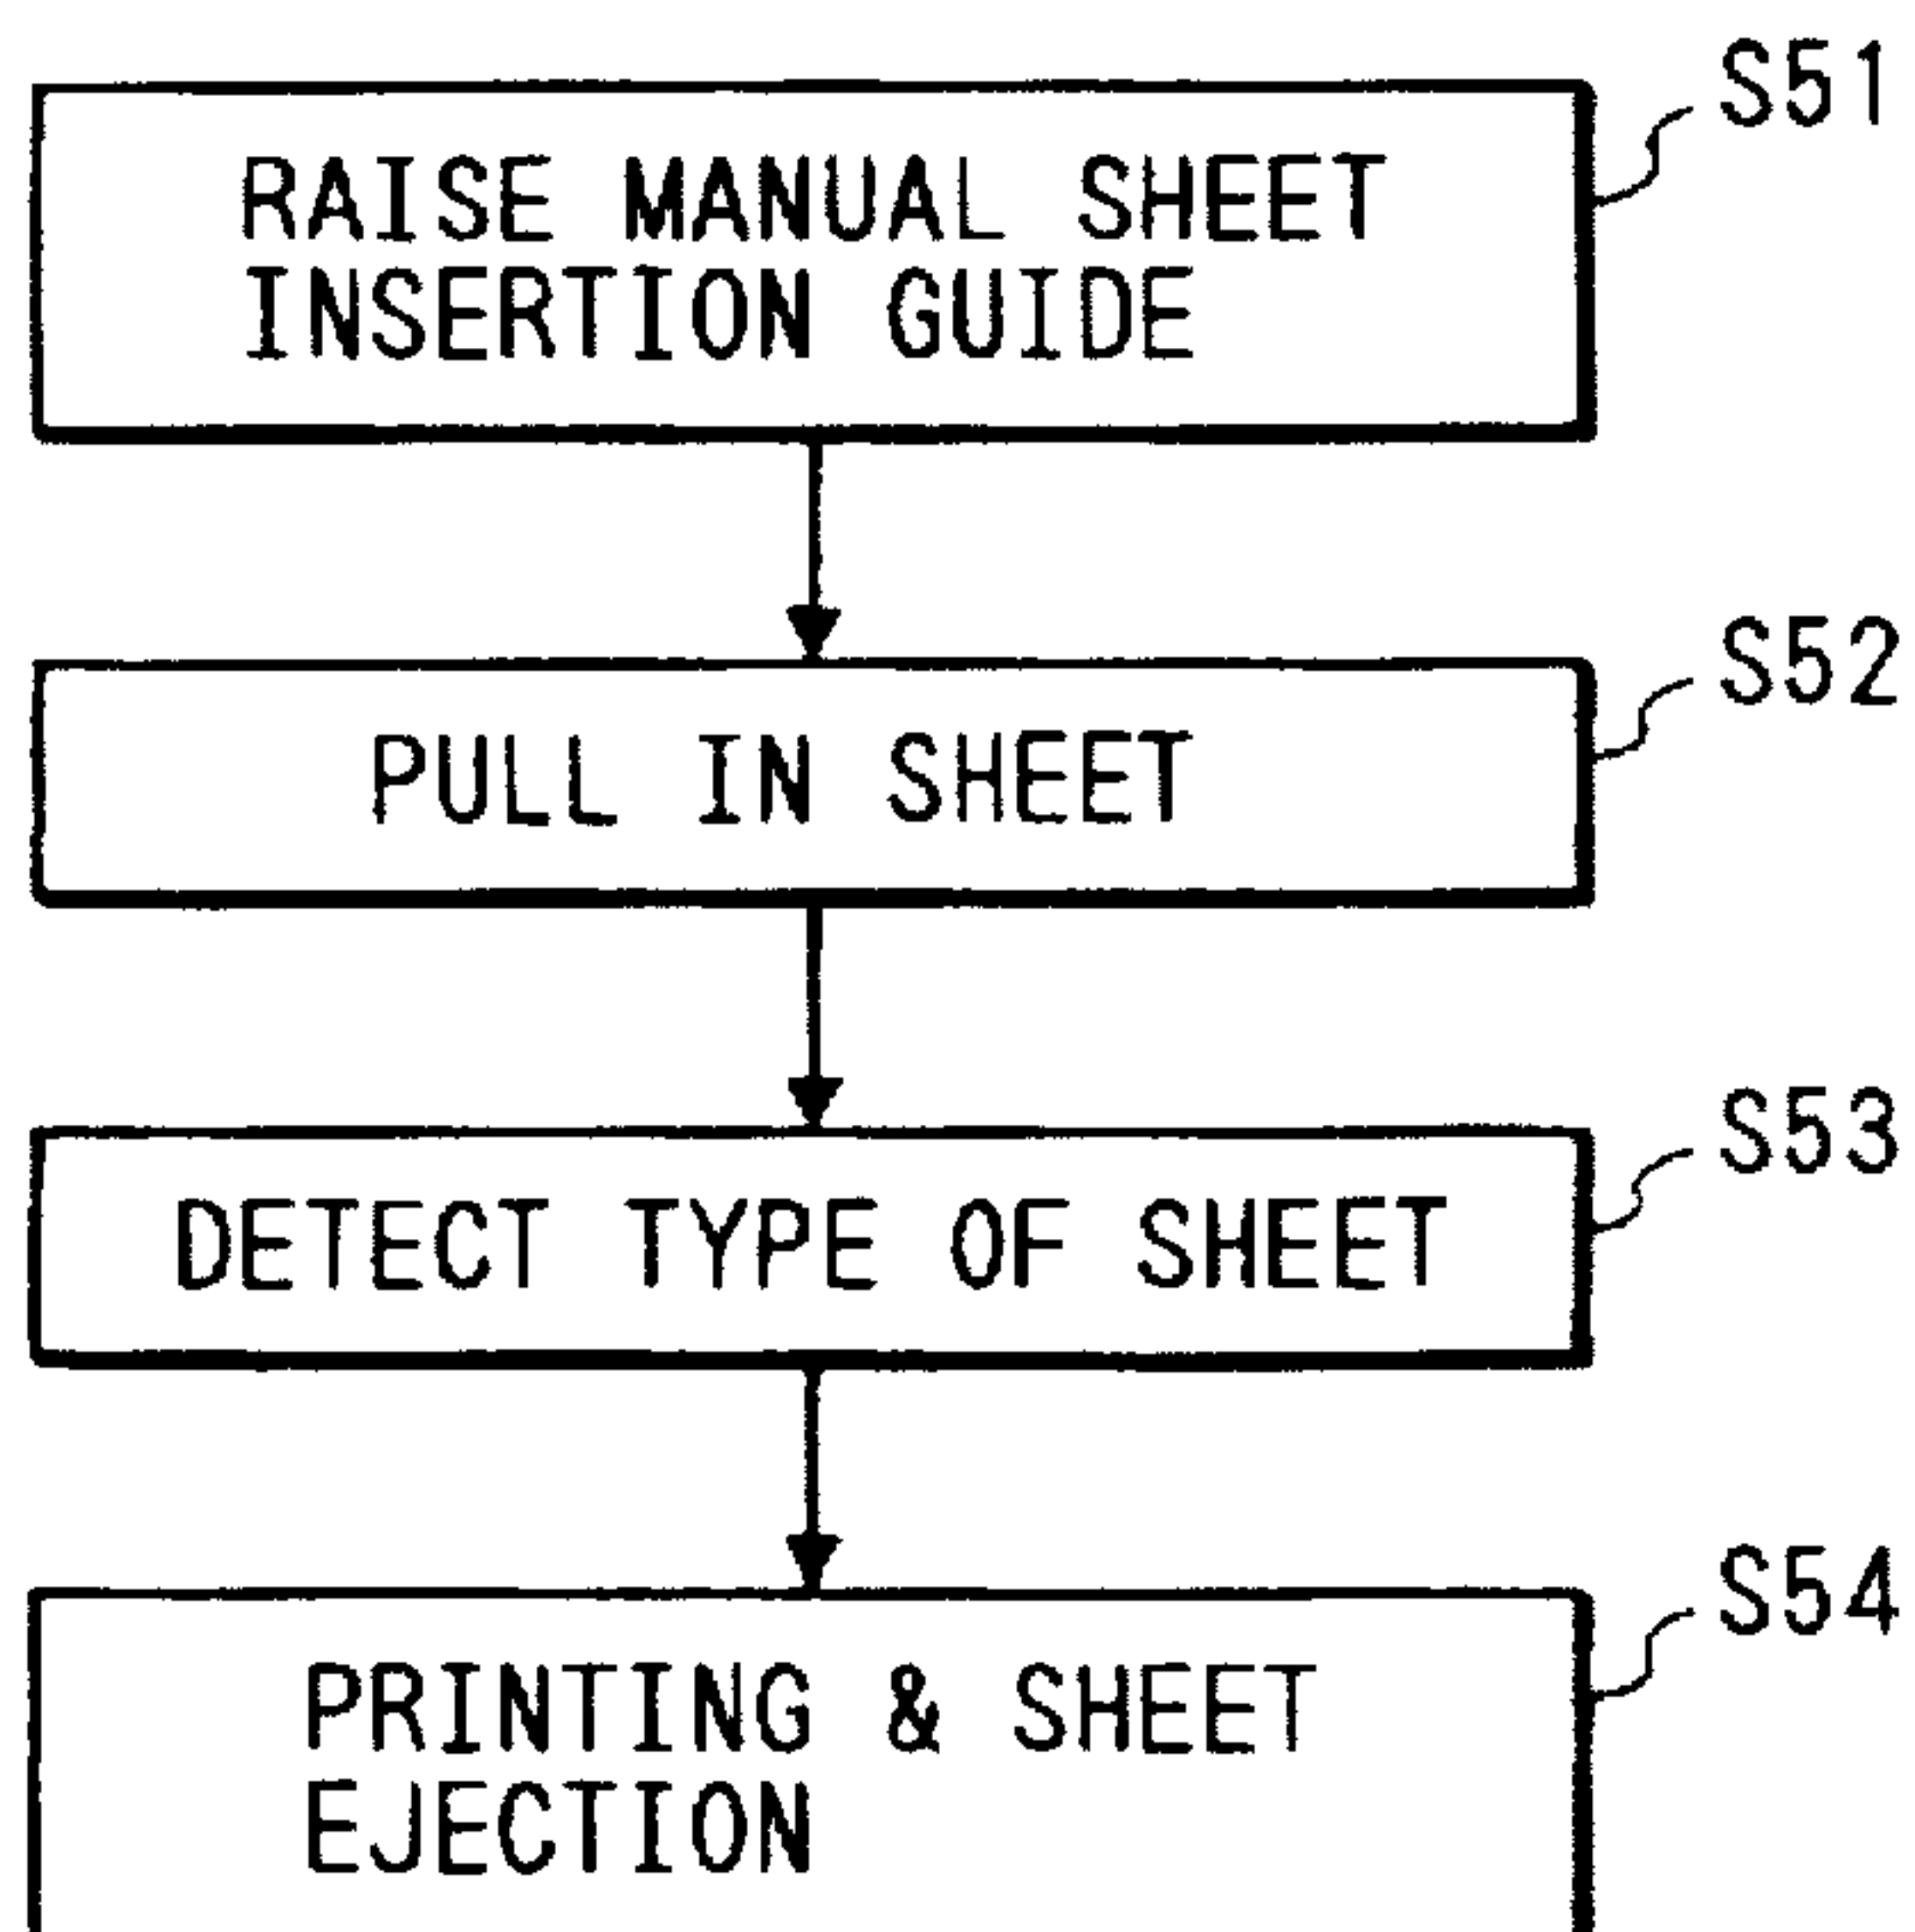 S51
RAISE MANUAL SHEET
INSERTION GUIDE
S52
PULL IN SHEET
S53
DETECT TYPE OF SHEET
S54
PRINTING & SHEET
EJECTION